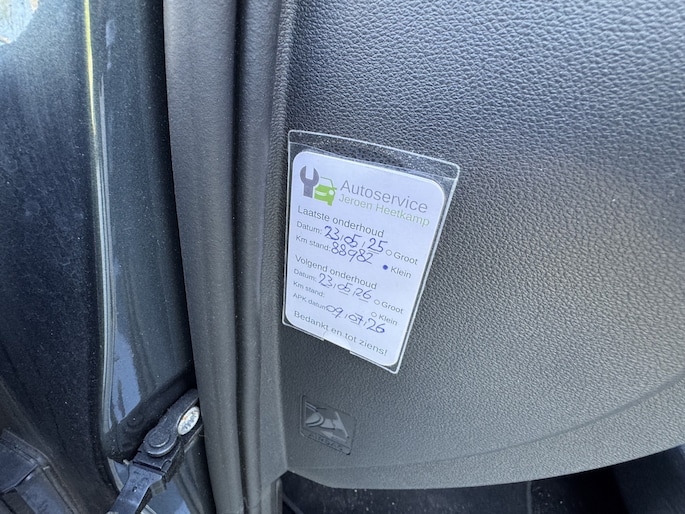 Autoservice
Jeroen Heetkamp
Laatste onderhoud
Datum: 23,05,25 Groot
Km stand: 88982 Klein
Volgend onderhoud
Datum: 23,05,26 Groot
Km stand: Klein
APK datum: 09,07,26
Bedankt en tot ziens!